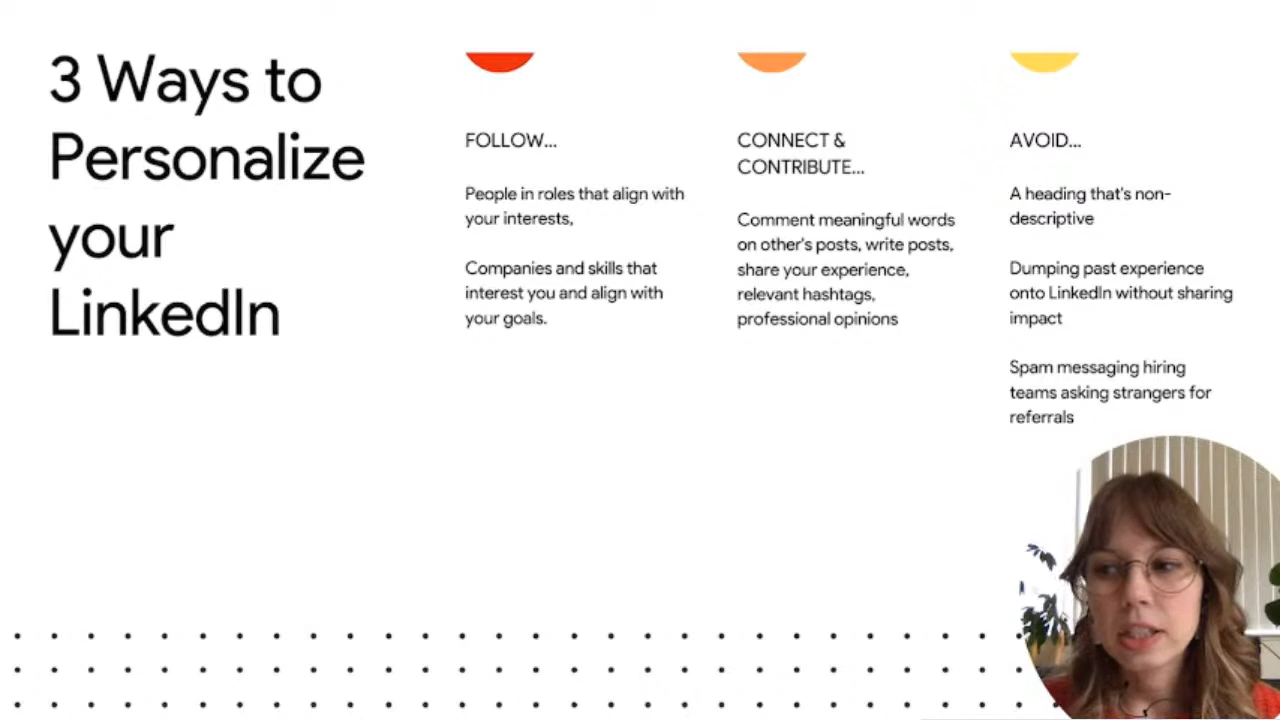 3 Ways to
Personalize
your
LinkedIn
FOLLOW...
People in roles that align with
your interests,
Companies and skills that
interest you and align with
your goals.
CONNECT &
CONTRIBUTE...
Comment meaningful words
on other's posts, write posts,
share your experience,
relevant hashtags,
professional opinions
AVOID...
A heading that's non-
descriptive
Dumping past experience
onto LinkedIn without sharing
impact
Spam messaging hiring
teams asking strangers for
referrals